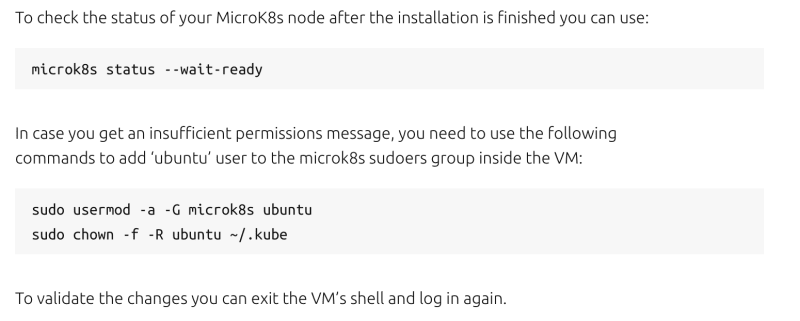 To check the status of your MicroK8s node after the installation is finished you can use:
microk8s status --wait-ready
In case you get an insufficient permissions message, you need to use the following
commands to add ‘ubuntu’ user to the microk8s sudoers group inside the VM:
sudo usermod -a -G microk8s ubuntu
sudo chown -f -R ubuntu ~/.kube
To validate the changes you can exit the VM’s shell and log in again.